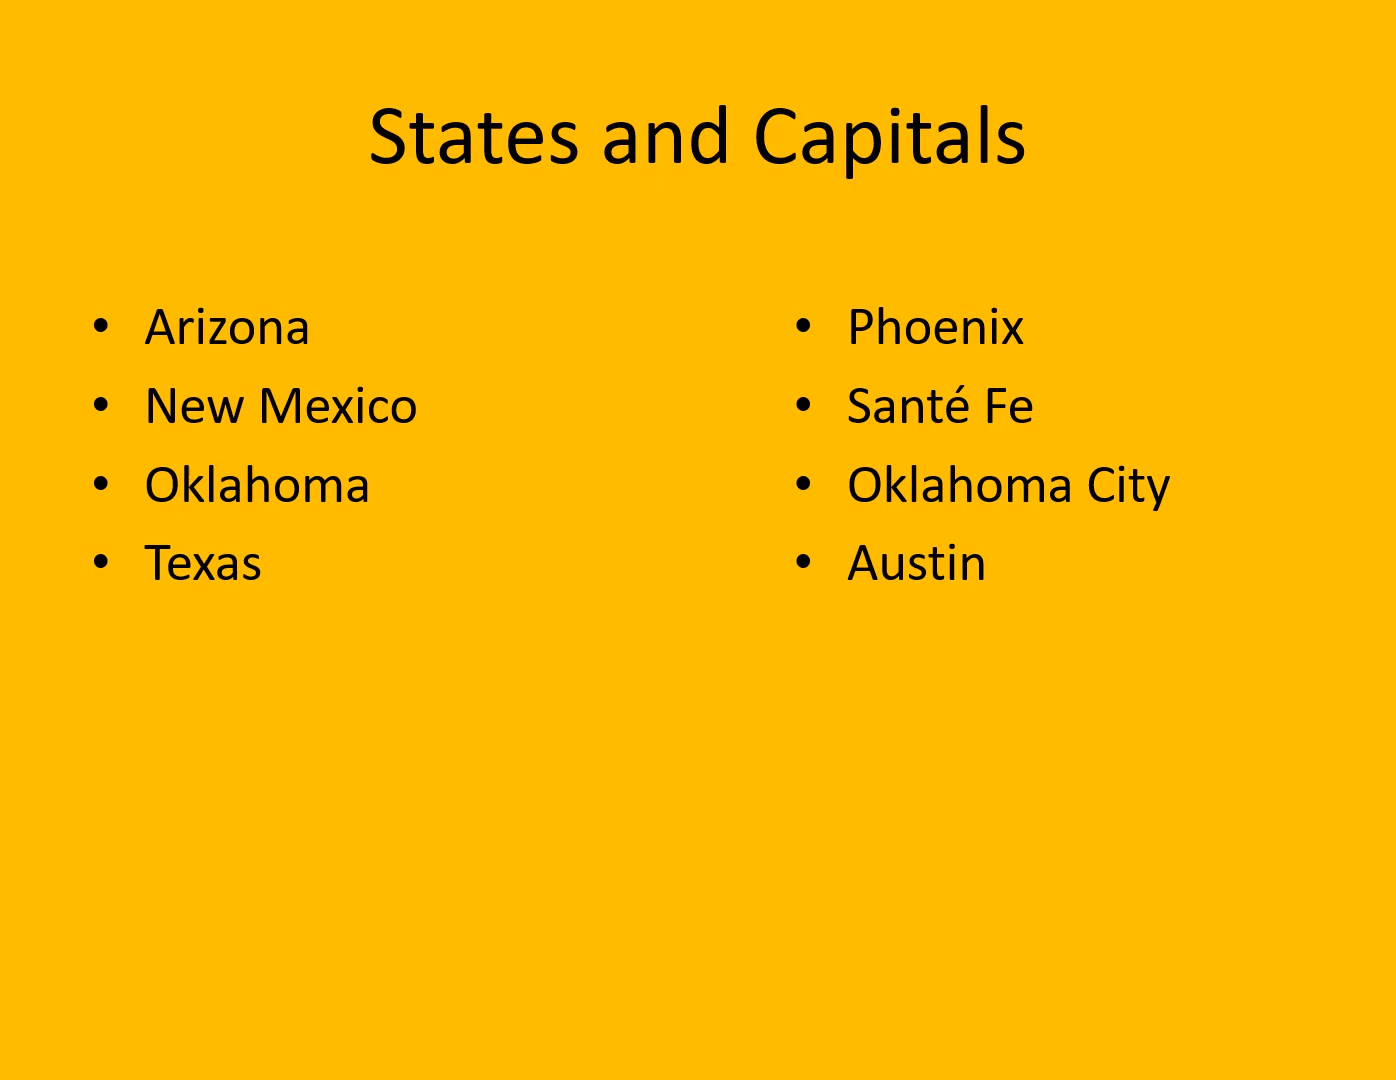 States and Capitals
• Arizona
• New Mexico
• Oklahoma
• Texas
• Phoenix
• Santé Fe
• Oklahoma City
• Austin